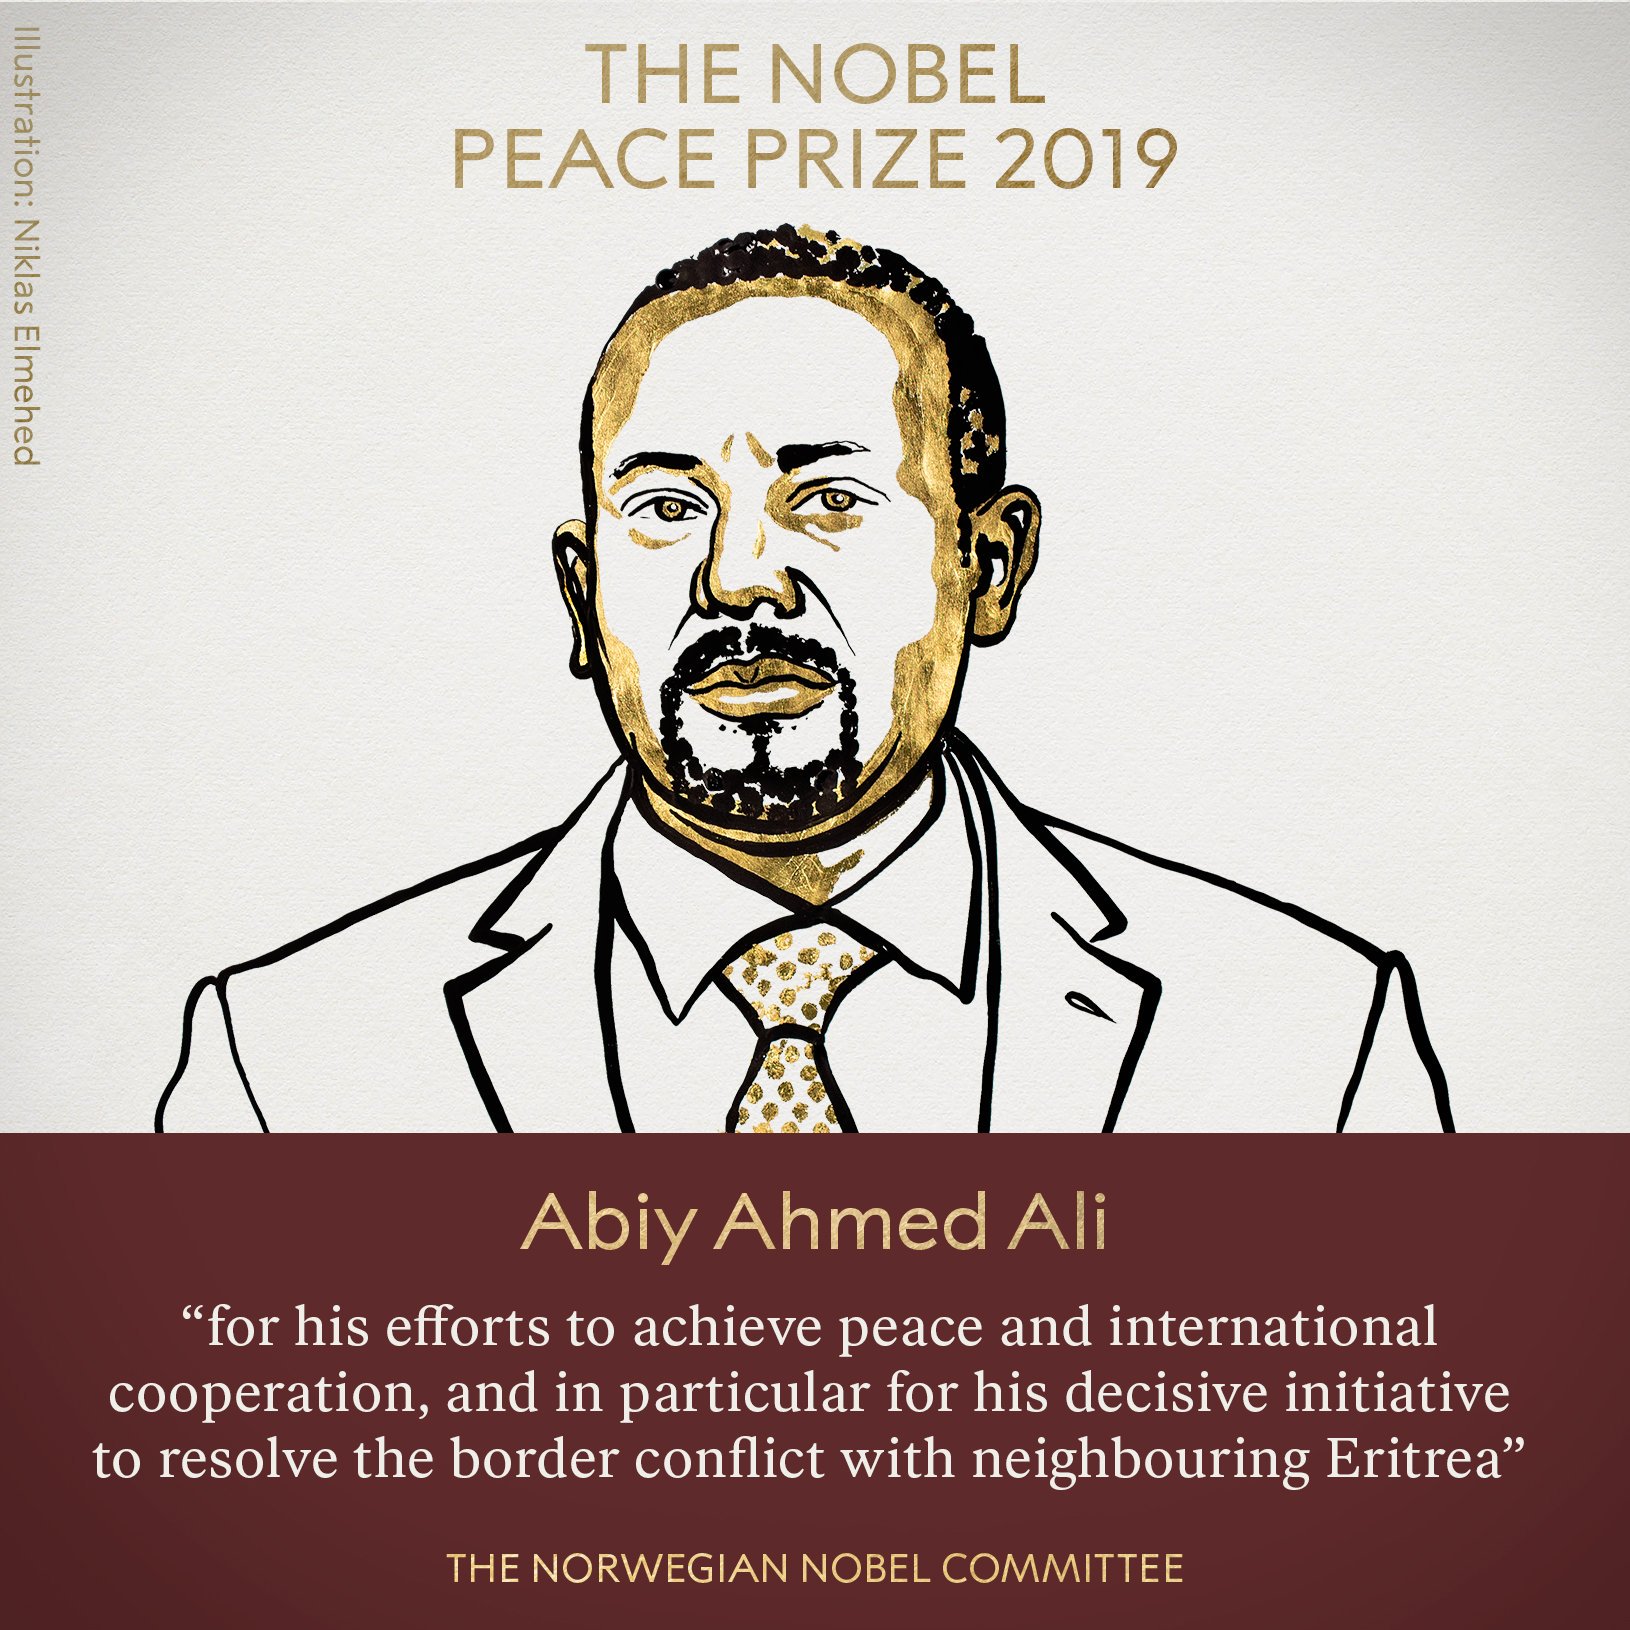 THE NOBEL
PEACE PRIZE 2019
Illustration: Niklas Elmehed
Abiy Ahmed Ali
“for his efforts to achieve peace and international
cooperation, and in particular for his decisive initiative
to resolve the border conflict with neighbouring Eritrea”
THE NORWEGIAN NOBEL COMMITTEE